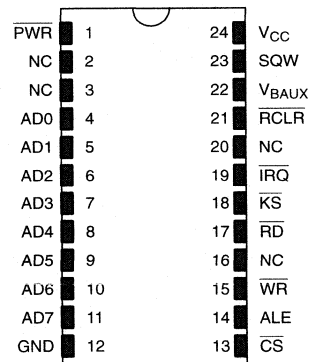 PWR 1 24 VCC
NC 2 23 SQW
NC 3 22 VBAUX
AD0 4 21 RCLR
AD1 5 20 NC
AD2 6 19 IRQ
AD3 7 18 KS
AD4 8 17 RD
AD5 9 16 NC
AD6 10 15 WR
AD7 11 14 ALE
GND 12 13 CS